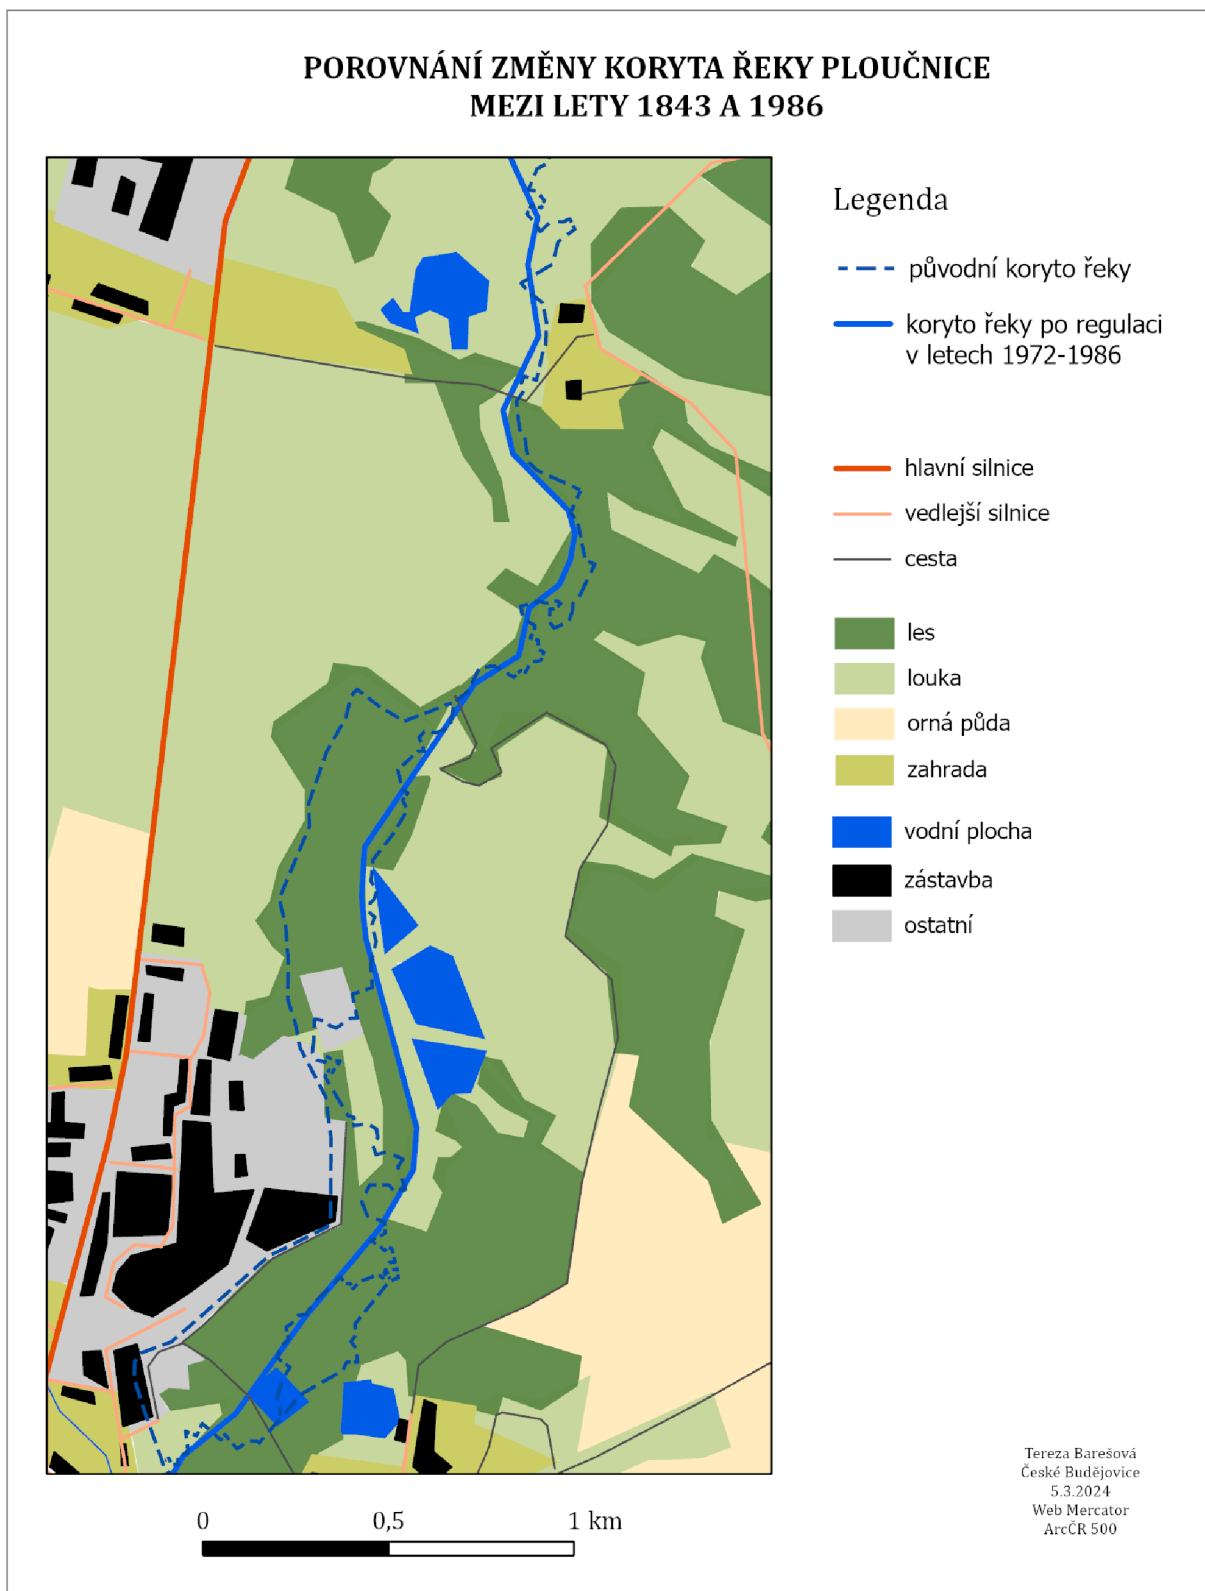 POROVNÁNÍ ZMĚNY KORYTA ŘEKY PLOUČNICE
MEZI LETY 1843 A 1986
Legenda
původní koryto řeky
koryto řeky po regulaci
v letech 1972-1986
hlavní silnice
vedlejší silnice
cesta
les
louka
orná půda
zahrada
vodní plocha
zástavba
ostatní
0 0,5 1 km
Tereza Barešová
České Budějovice
5.3.2024
Web Mercator
ArcČR 500